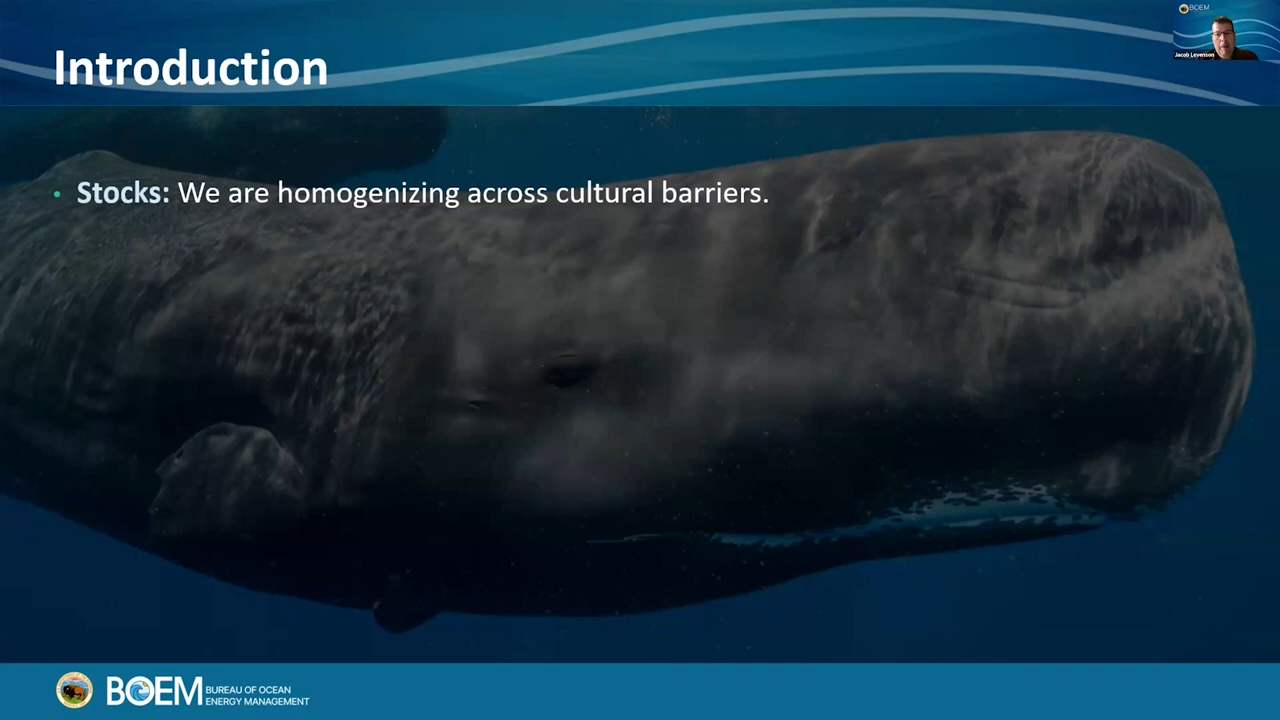 BOEM
Jacob Levenson
Introduction
• Stocks: We are homogenizing across cultural barriers.
BOEM
BUREAU OF OCEAN
ENERGY MANAGEMENT